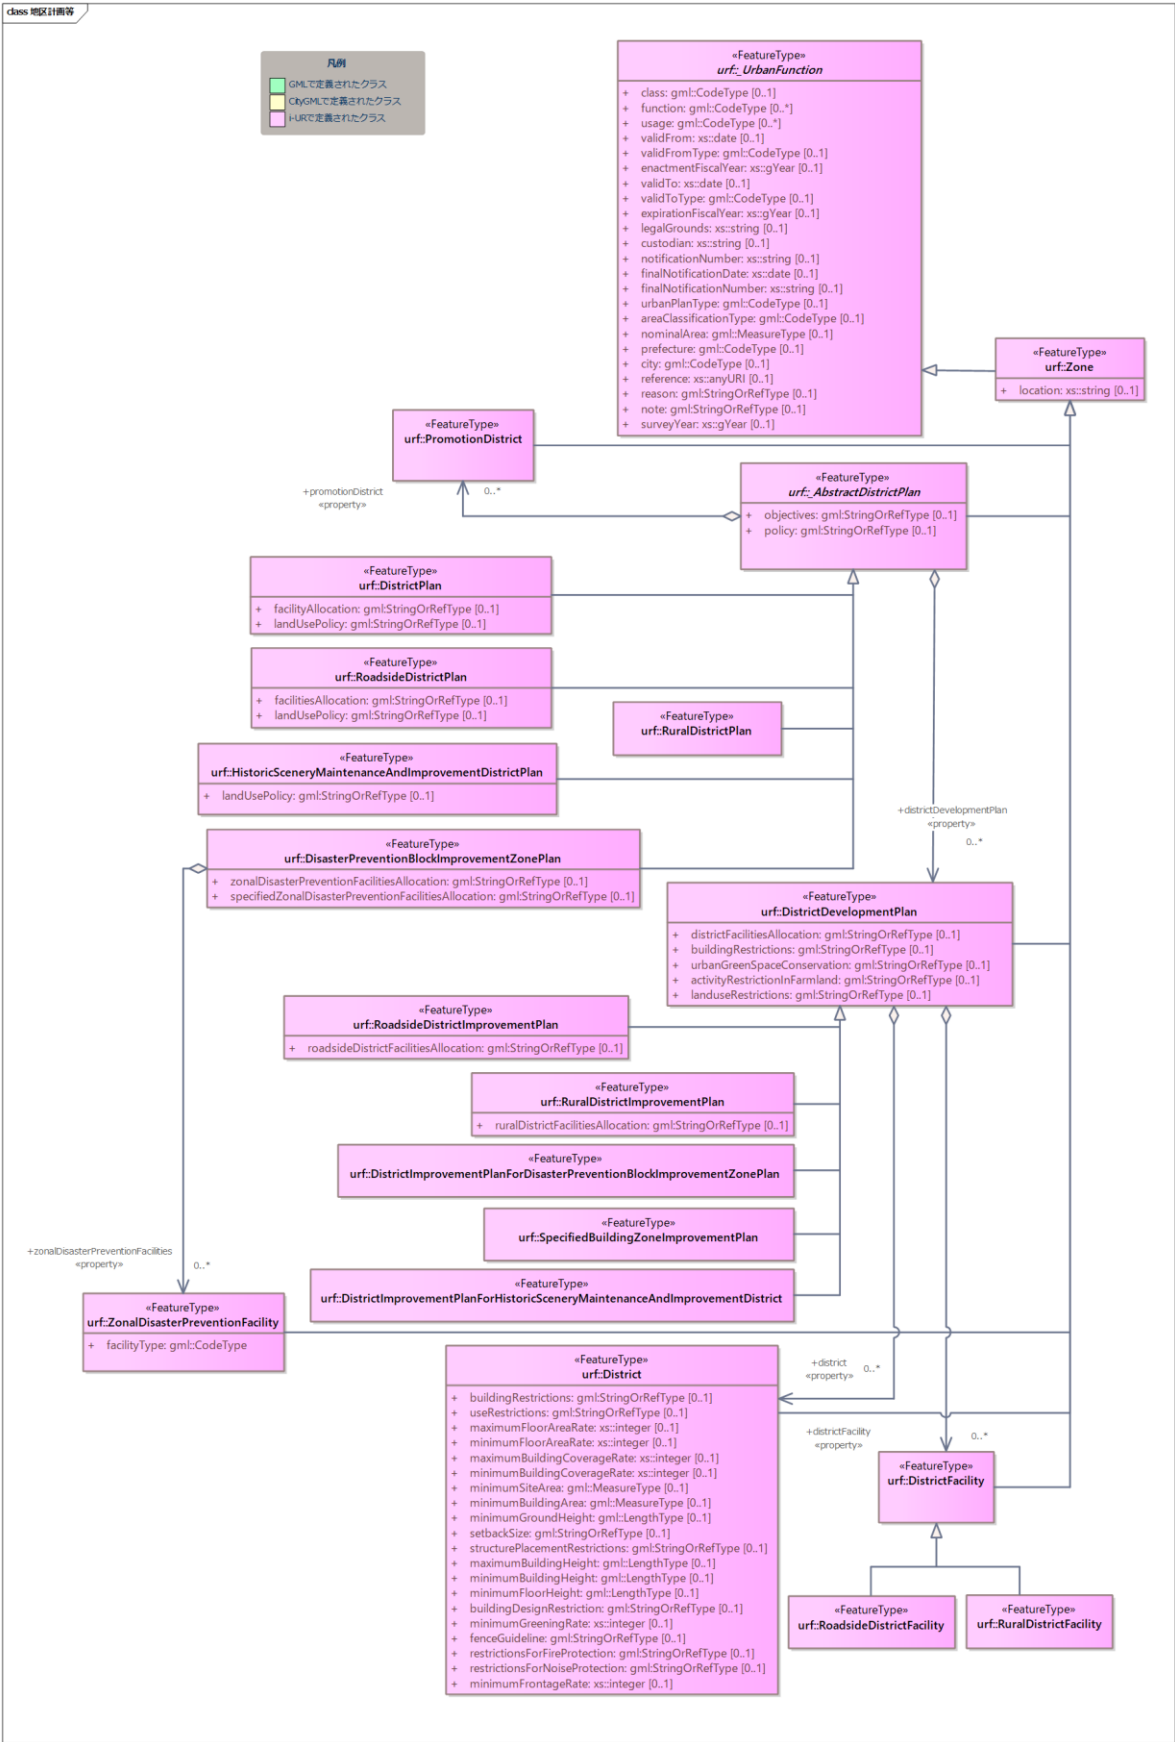 class 地区計画等
凡例
GMLで定義されたクラス
CityGMLで定義されたクラス
i-URで定義されたクラス
«FeatureType»
urf::_UrbanFunction
+ class: gml::CodeType [0..1]
+ function: gml::CodeType [0..*]
+ usage: gml::CodeType [0..*]
+ validFrom: xs::date [0..1]
+ validFromType: gml::CodeType [0..1]
+ enactmentFiscalYear: xs::gYear [0..1]
+ validTo: xs::date [0..1]
+ validToType: gml::CodeType [0..1]
+ expirationFiscalYear: xs::gYear [0..1]
+ legalGrounds: xs::string [0..1]
+ custodian: xs::string [0..1]
+ notificationNumber: xs::string [0..1]
+ finalNotificationDate: xs::date [0..1]
+ finalNotificationNumber: xs::string [0..1]
+ urbanPlanType: gml::CodeType [0..1]
+ areaClassificationType: gml::CodeType [0..1]
+ nominalArea: gml::MeasureType [0..1]
+ prefecture: gml::CodeType [0..1]
+ city: gml::CodeType [0..1]
+ reference: xs::anyURI [0..1]
+ reason: gml:StringOrRefType [0..1]
+ note: gml:StringOrRefType [0..1]
+ surveyYear: xs::gYear [0..1]
«FeatureType»
urf::Zone
+ location: xs::string [0..1]
«FeatureType»
urf::PromotionDistrict
+promotionDistrict
«property»
0..*
«FeatureType»
urf::_AbstractDistrictPlan
+ objectives: gml:StringOrRefType [0..1]
+ policy: gml:StringOrRefType [0..1]
«FeatureType»
urf::DistrictPlan
+ facilityAllocation: gml:StringOrRefType [0..1]
+ landUsePolicy: gml:StringOrRefType [0..1]
«FeatureType»
urf::RoadsideDistrictPlan
+ facilitiesAllocation: gml:StringOrRefType [0..1]
+ landUsePolicy: gml:StringOrRefType [0..1]
«FeatureType»
urf::RuralDistrictPlan
«FeatureType»
urf::HistoricSceneryMaintenanceAndImprovementDistrictPlan
+ landUsePolicy: gml:StringOrRefType [0..1]
+districtDevelopmentPlan
«property»
0..*
«FeatureType»
urf::DisasterPreventionBlockImprovementZonePlan
+ zonalDisasterPreventionFacilitiesAllocation: gml:StringOrRefType [0..1]
+ specifiedZonalDisasterPreventionFacilitiesAllocation: gml:StringOrRefType [0..1]
«FeatureType»
urf::DistrictDevelopmentPlan
+ districtFacilitiesAllocation: gml:StringOrRefType [0..1]
+ buildingRestrictions: gml:StringOrRefType [0..1]
+ urbanGreenSpaceConservation: gml:StringOrRefType [0..1]
+ activityRestrictionInFarmland: gml:StringOrRefType [0..1]
+ landuseRestrictions: gml:StringOrRefType [0..1]
«FeatureType»
urf::RoadsideDistrictImprovementPlan
+ roadsideDistrictFacilitiesAllocation: gml:StringOrRefType [0..1]
«FeatureType»
urf::RuralDistrictImprovementPlan
+ ruralDistrictFacilitiesAllocation: gml:StringOrRefType [0..1]
«FeatureType»
urf::DistrictImprovementPlanForDisasterPreventionBlockImprovementZonePlan
«FeatureType»
urf::SpecifiedBuildingZoneImprovementPlan
+zonalDisasterPreventionFacilities
«property»
0..*
«FeatureType»
urf::DistrictImprovementPlanForHistoricSceneryMaintenanceAndImprovementDistrict
«FeatureType»
urf::ZonalDisasterPreventionFacility
+ facilityType: gml::CodeType
«FeatureType»
urf::District
+ buildingRestrictions: gml:StringOrRefType [0..1]
+ useRestrictions: gml:StringOrRefType [0..1]
+ maximumFloorAreaRate: xs::integer [0..1]
+ minimumFloorAreaRate: xs::integer [0..1]
+ maximumBuildingCoverageRate: xs::integer [0..1]
+ minimumBuildingCoverageRate: xs::integer [0..1]
+ minimumSiteArea: gml::MeasureType [0..1]
+ minimumBuildingArea: gml::MeasureType [0..1]
+ minimumGroundHeight: gml::LengthType [0..1]
+ setbackSize: gml:StringOrRefType [0..1]
+ structurePlacementRestrictions: gml:StringOrRefType [0..1]
+ maximumBuildingHeight: gml::LengthType [0..1]
+ minimumBuildingHeight: gml::LengthType [0..1]
+ minimumFloorHeight: gml::LengthType [0..1]
+ buildingDesignRestriction: gml:StringOrRefType [0..1]
+ minimumGreeningRate: xs::integer [0..1]
+ fenceGuideline: gml:StringOrRefType [0..1]
+ restrictionsForFireProtection: gml:StringOrRefType [0..1]
+ restrictionsForNoiseProtection: gml:StringOrRefType [0..1]
+ minimumFrontageRate: xs::integer [0..1]
+district
«property»
0..*
+districtFacility
«property»
0..*
«FeatureType»
urf::DistrictFacility
«FeatureType»
urf::RoadsideDistrictFacility
«FeatureType»
urf::RuralDistrictFacility